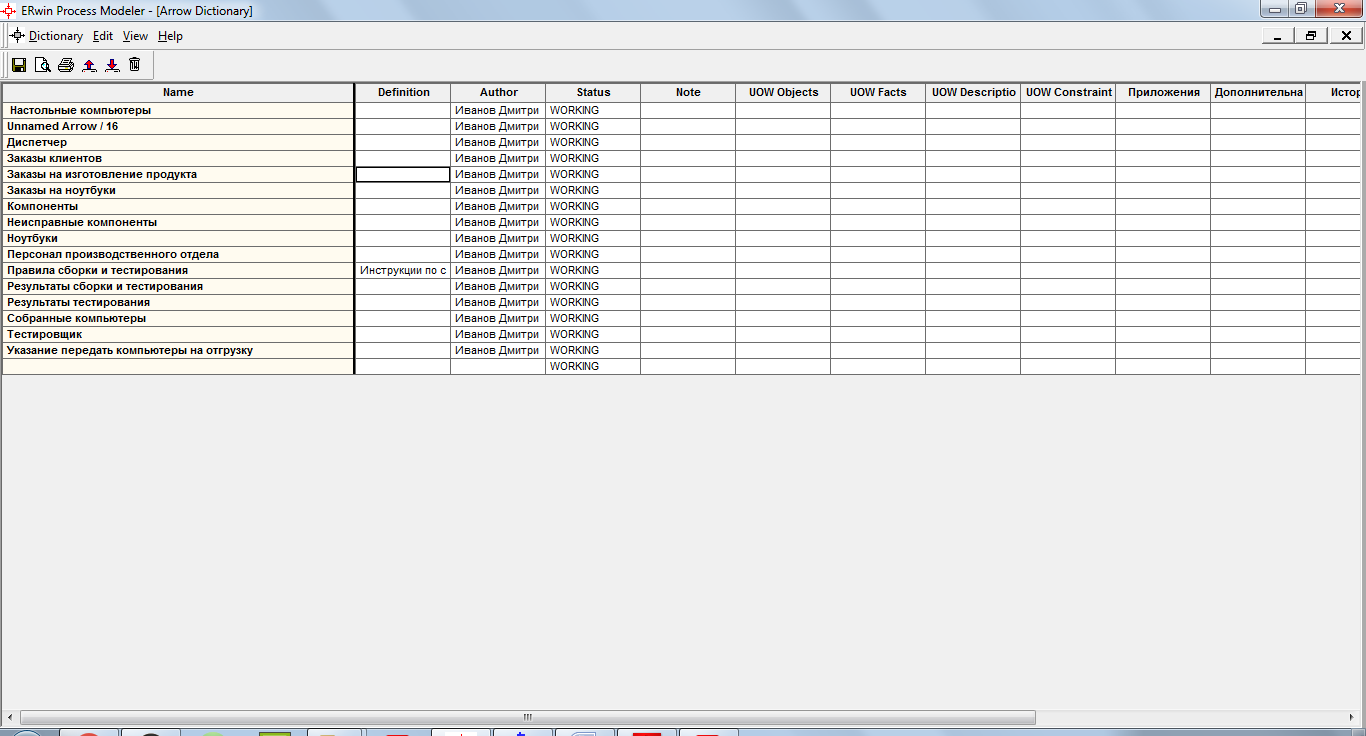 ERwin Process Modeler - [Arrow Dictionary]
Dictionary Edit View Help
Name Definition Author Status Note UOW Objects UOW Facts UOW Descriptio UOW Constraint Приложения Дополнительна Истор
Настольные компьютеры Иванов Дмитри WORKING
Unnamed Arrow / 16 Иванов Дмитри WORKING
Диспетчер Иванов Дмитри WORKING
Заказы клиентов Иванов Дмитри WORKING
Заказы на изготовление продукта Иванов Дмитри WORKING
Заказы на ноутбуки Иванов Дмитри WORKING
Компоненты Иванов Дмитри WORKING
Неисправные компоненты Иванов Дмитри WORKING
Ноутбуки Иванов Дмитри WORKING
Персонал производственного отдела Иванов Дмитри WORKING
Правила сборки и тестирования Инструкции по с Иванов Дмитри WORKING
Результаты сборки и тестирования Иванов Дмитри WORKING
Результаты тестирования Иванов Дмитри WORKING
Собранные компьютеры Иванов Дмитри WORKING
Тестировщик Иванов Дмитри WORKING
Указание передать компьютеры на отгрузку Иванов Дмитри WORKING
WORKING